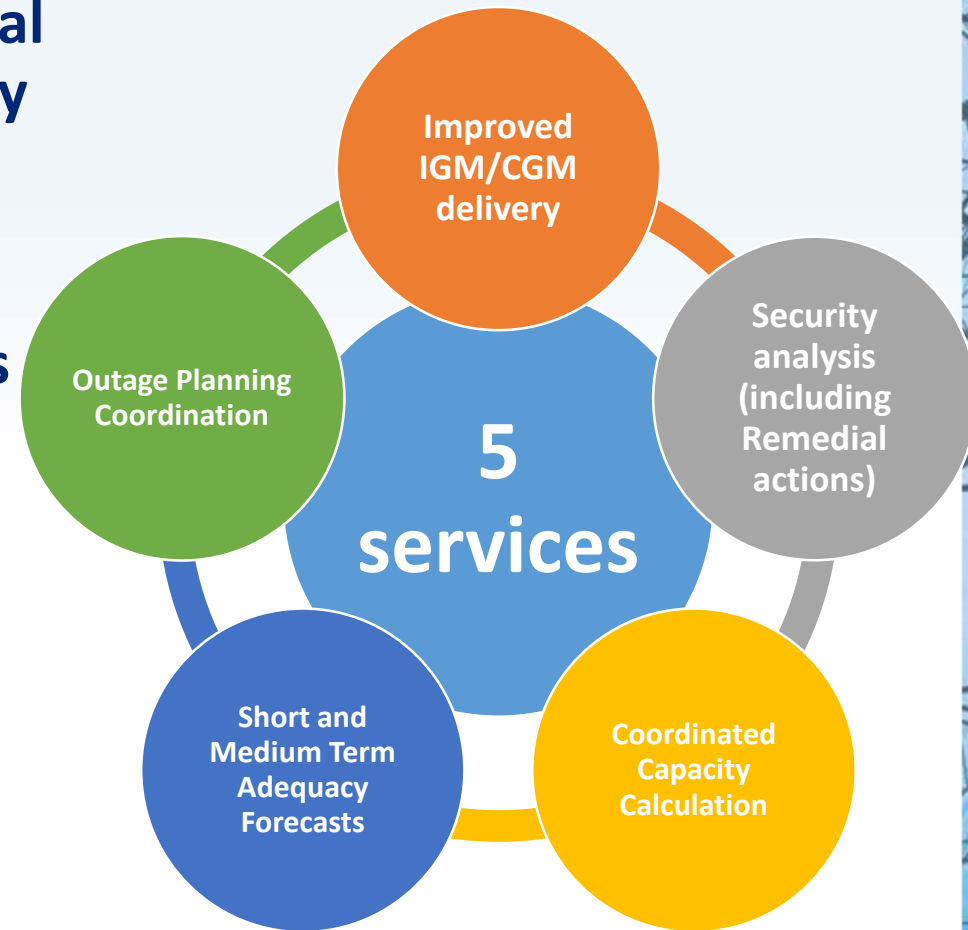 al
y
s
Improved
IGM/CGM
delivery
Security
analysis
(including
Remedial
actions)
Outage Planning
Coordination
5
services
Short and
Medium Term
Adequacy
Forecasts
Coordinated
Capacity
Calculation